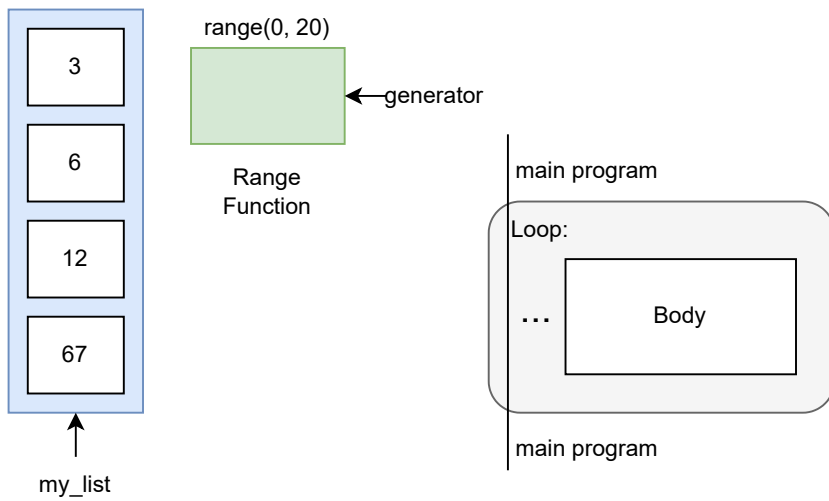 3
6
12
67
my_list
range(0, 20)
generator
Range
Function
main program
Loop:
...
Body
main program